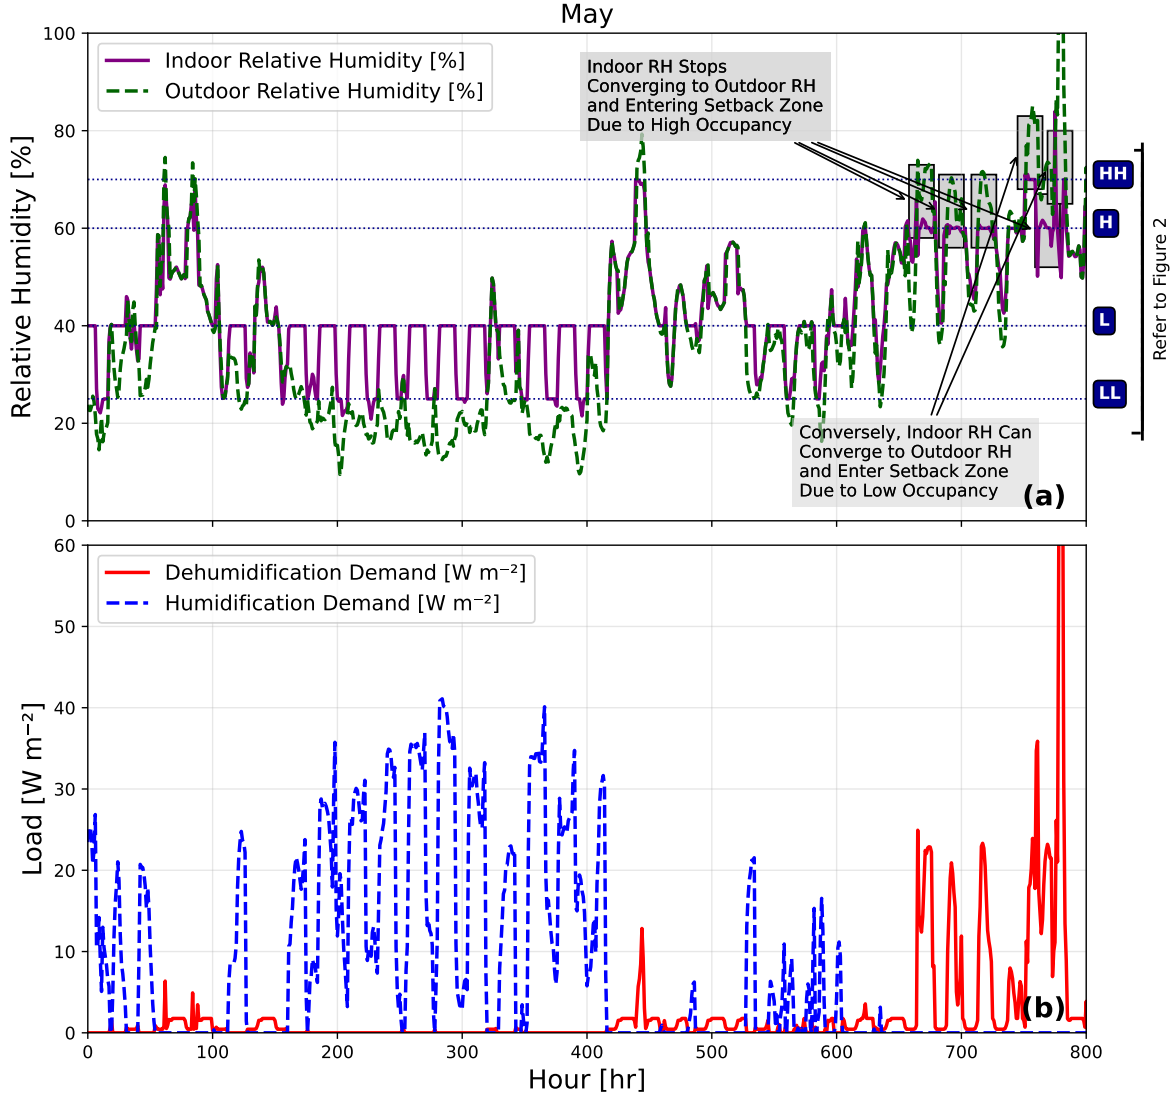 May
100
80
60
40
20
0
Relative Humidity [%]
Indoor Relative Humidity [%]
Outdoor Relative Humidity [%]
Indoor RH Stops
Converging to Outdoor RH
and Entering Setback Zone
Due to High Occupancy
HH
H
L
LL
Refer to Figure 2
Conversely, Indoor RH Can
Converge to Outdoor RH
and Enter Setback Zone
Due to Low Occupancy
(a)
60
50
40
30
20
10
0
Load [W m⁻²]
Dehumidification Demand [W m⁻²]
Humidification Demand [W m⁻²]
(b)
0 100 200 300 400 500 600 700 800
Hour [hr]